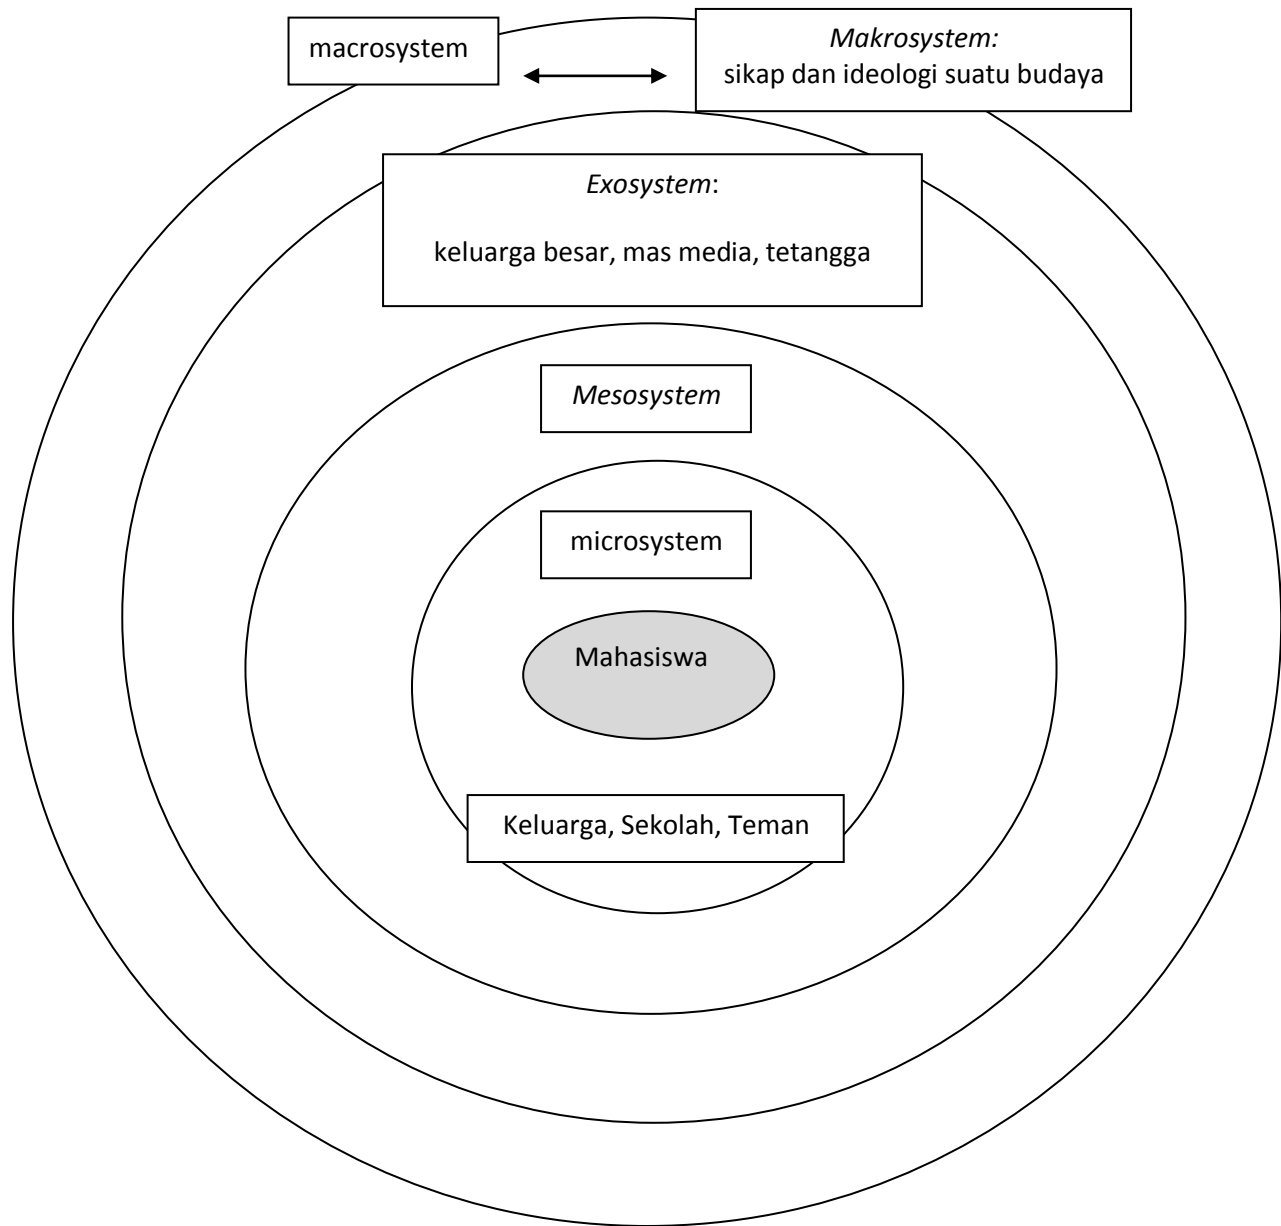 macrosystem
Makrosystem:
sikap dan ideologi suatu budaya
Exosystem:
keluarga besar, mas media, tetangga
Mesosystem
microsystem
Mahasiswa
Keluarga, Sekolah, Teman